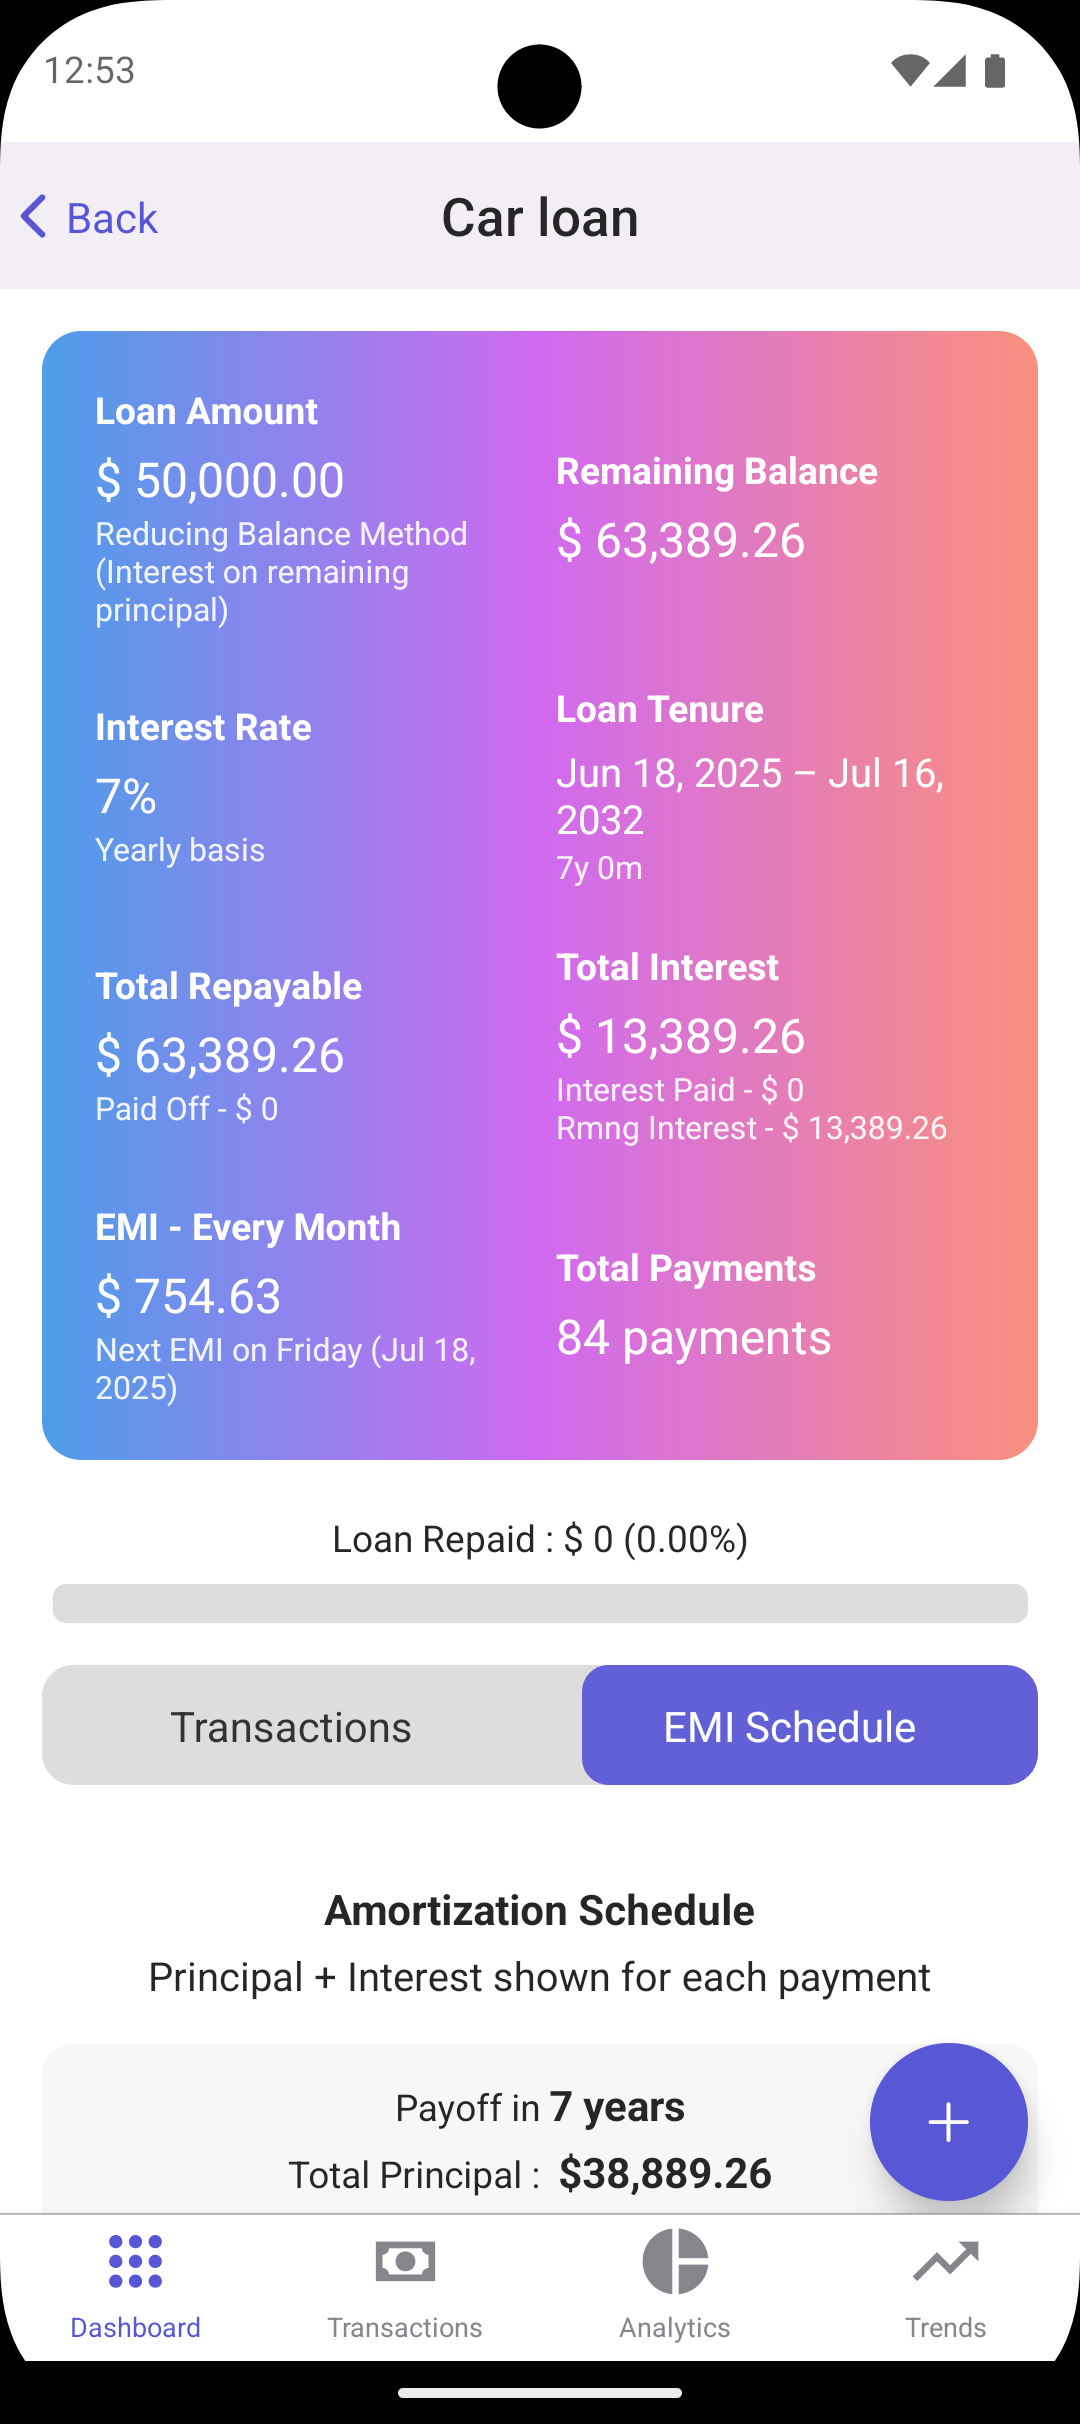 12:53
Back
Car loan
Loan Amount
$ 50,000.00
Reducing Balance Method
(Interest on remaining
principal)
Remaining Balance
$ 63,389.26
Interest Rate
7%
Yearly basis
Loan Tenure
Jun 18, 2025 – Jul 16,
2032
7y 0m
Total Repayable
$ 63,389.26
Paid Off - $ 0
Total Interest
$ 13,389.26
Interest Paid - $ 0
Rmng Interest - $ 13,389.26
EMI - Every Month
$ 754.63
Next EMI on Friday (Jul 18,
2025)
Total Payments
84 payments
Loan Repaid : $ 0 (0.00%)
Transactions
EMI Schedule
Amortization Schedule
Principal + Interest shown for each payment
Payoff in 7 years
Total Principal : $38,889.26
Dashboard
Transactions
Analytics
Trends